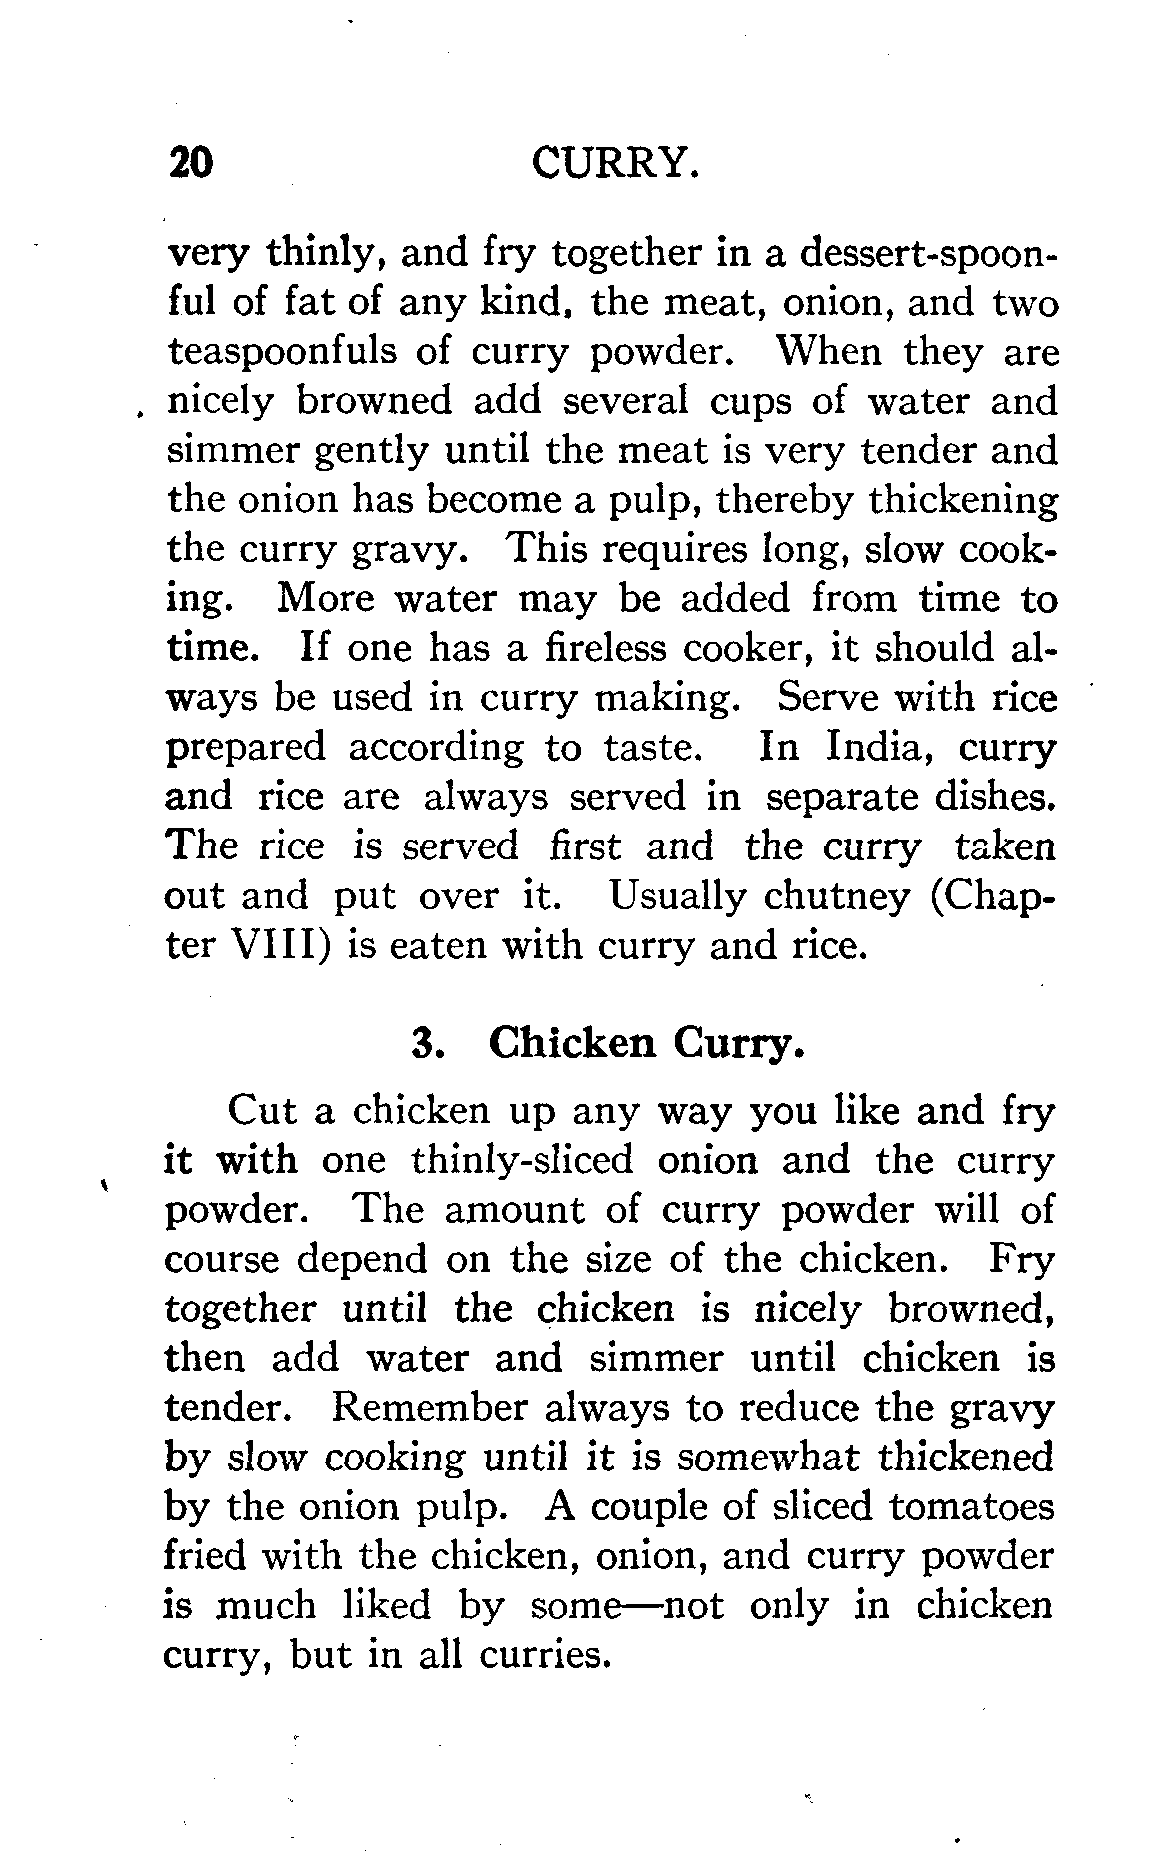 20 CURRY.
very thinly, and fry together in a dessert-spoon-
ful of fat of any kind, the meat, onion, and two
teaspoonfuls of curry powder. When they are
nicely browned add several cups of water and
simmer gently until the meat is very tender and
the onion has become a pulp, thereby thickening
the curry gravy. This requires long, slow cook-
ing. More water may be added from time to
time. If one has a fireless cooker, it should al-
ways be used in curry making. Serve with rice
prepared according to taste. In India, curry
and rice are always served in separate dishes.
The rice is served first and the curry taken
out and put over it. Usually chutney (Chap-
ter VIII) is eaten with curry and rice.
3. Chicken Curry.
Cut a chicken up any way you like and fry
it with one thinly-sliced onion and the curry
powder. The amount of curry powder will of
course depend on the size of the chicken. Fry
together until the chicken is nicely browned,
then add water and simmer until chicken is
tender. Remember always to reduce the gravy
by slow cooking until it is somewhat thickened
by the onion pulp. A couple of sliced tomatoes
fried with the chicken, onion, and curry powder
is much liked by some—not only in chicken
curry, but in all curries.